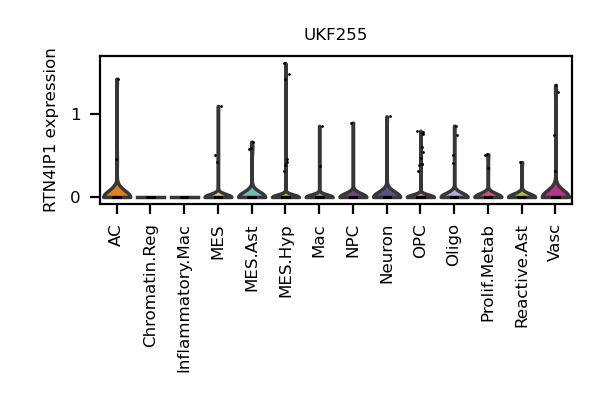 UKF255
RTN4IP1 expression
1
0
AC
Chromatin.Reg
Inflammatory.Mac
MES
MES.Ast
MES.Hyp
Mac
NPC
Neuron
OPC
Oligo
Prolif.Metab
Reactive.Ast
Vasc